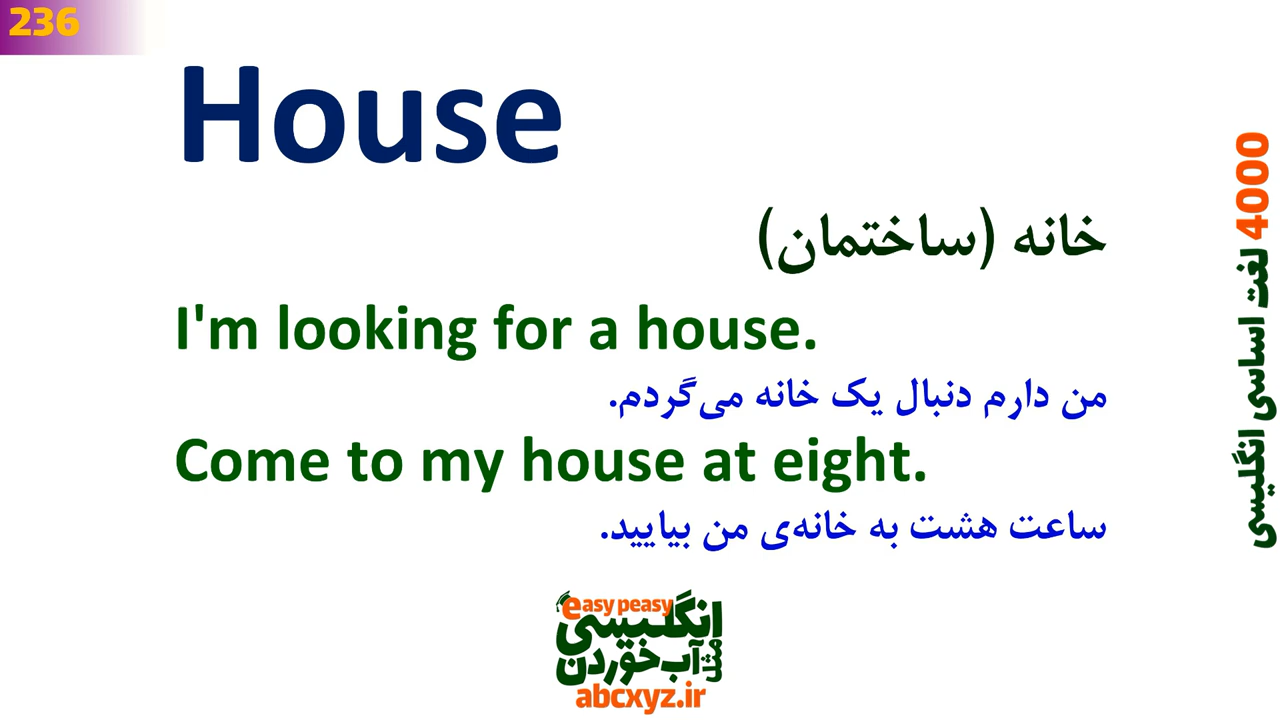 236
House
خانه (ساختمان)
I'm looking for a house.
من دارم دنبال یک خانه می‌گردم.
Come to my house at eight.
ساعت هشت به خانه‌ی من بیایید.
4000 لغت اساسی انگلیسی
easy peasy
انگلیسی
مثل آب خوردن
abcxyz.ir